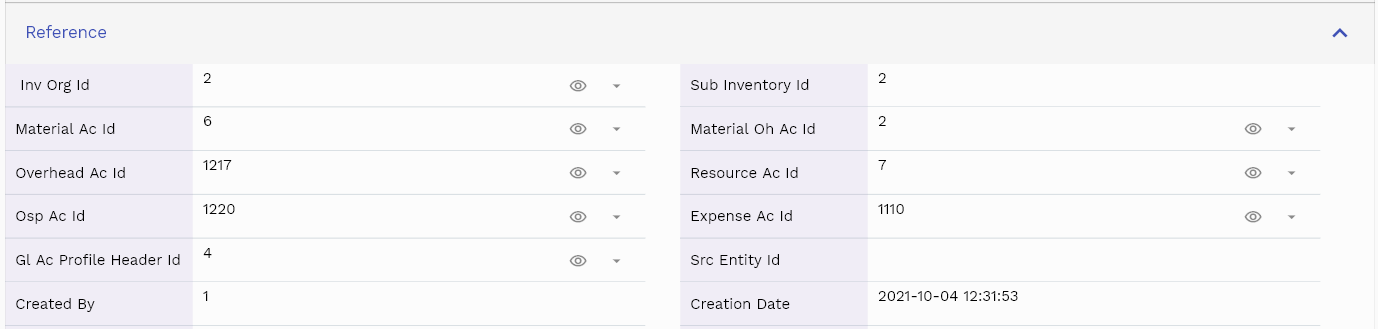 Reference
Inv Org Id 2 Sub Inventory Id 2
Material Ac Id 6 Material Oh Ac Id 2
Overhead Ac Id 1217 Resource Ac Id 7
Osp Ac Id 1220 Expense Ac Id 1110
Gl Ac Profile Header Id 4 Src Entity Id
Created By 1 Creation Date 2021-10-04 12:31:53